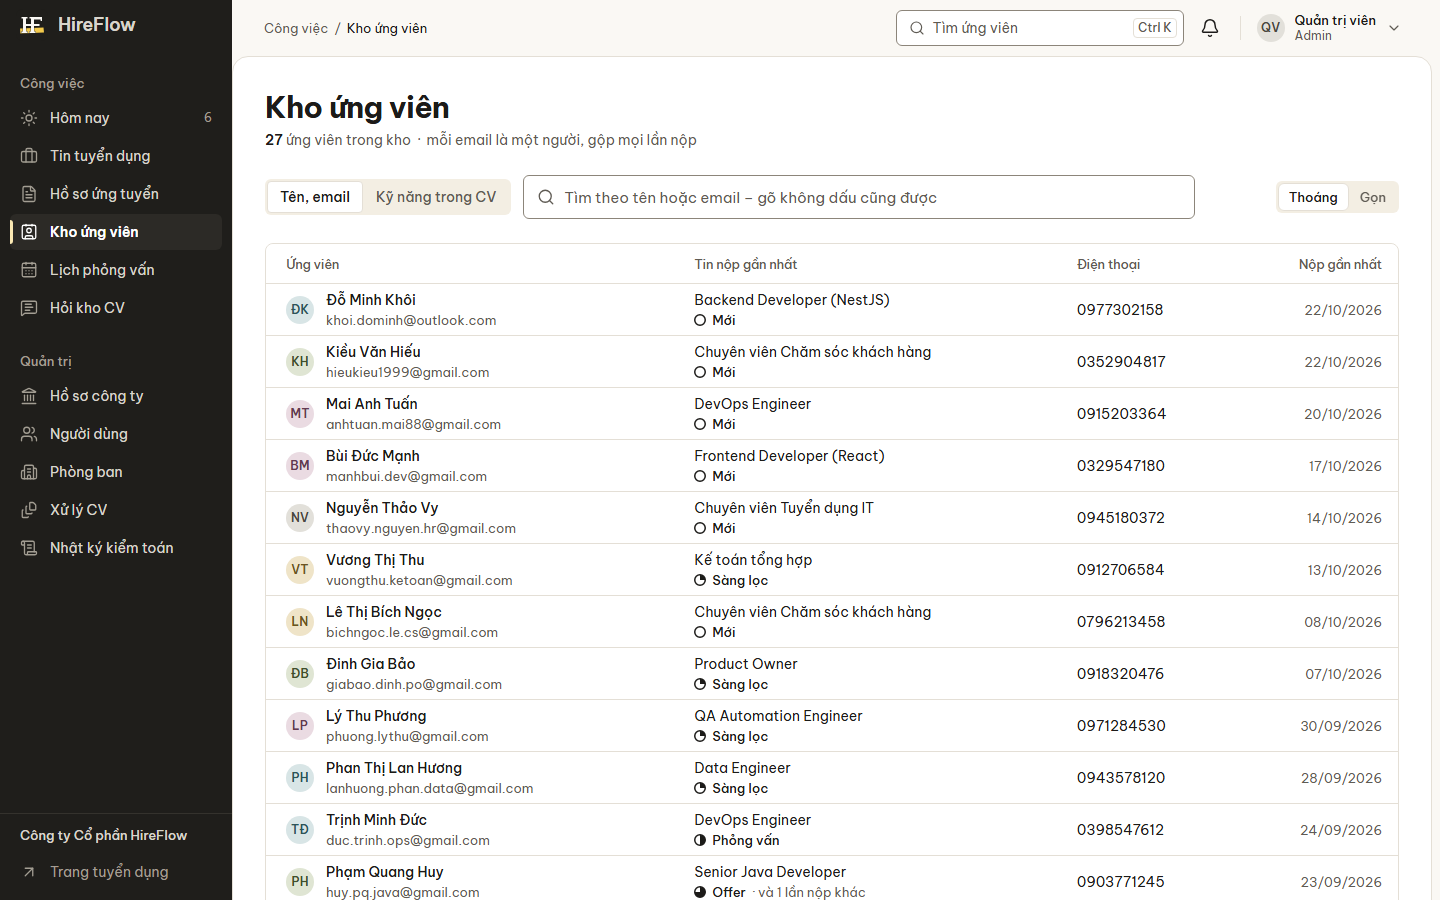 HireFlow
Công việc / Kho ứng viên
Tìm ứng viên
Ctrl K
QV
Quản trị viên
Admin
Công việc
Hôm nay 6
Tin tuyển dụng
Hồ sơ ứng tuyển
Kho ứng viên
Lịch phỏng vấn
Hỏi kho CV
Quản trị
Hồ sơ công ty
Người dùng
Phòng ban
Xử lý CV
Nhật ký kiểm toán
Công ty Cổ phần HireFlow
Trang tuyển dụng
Kho ứng viên
27 ứng viên trong kho · mỗi email là một người, gộp mọi lần nộp
Tên, email
Kỹ năng trong CV
Tìm theo tên hoặc email – gõ không dấu cũng được
Thoáng
Gọn
Ứng viên Tin nộp gần nhất Điện thoại Nộp gần nhất
ĐK Đỗ Minh Khôi Backend Developer (NestJS) 0977302158 22/10/2026
khoi.dominh@outlook.com Mới
KH Kiều Văn Hiếu Chuyên viên Chăm sóc khách hàng 0352904817 22/10/2026
hieukieu1999@gmail.com Mới
MT Mai Anh Tuấn DevOps Engineer 0915203364 20/10/2026
anhtuan.mai88@gmail.com Mới
BM Bùi Đức Mạnh Frontend Developer (React) 0329547180 17/10/2026
manhbui.dev@gmail.com Mới
NV Nguyễn Thảo Vy Chuyên viên Tuyển dụng IT 0945180372 14/10/2026
thaovy.nguyen.hr@gmail.com Mới
VT Vương Thị Thu Kế toán tổng hợp 0912706584 13/10/2026
vuongthu.ketoan@gmail.com Sàng lọc
LN Lê Thị Bích Ngọc Chuyên viên Chăm sóc khách hàng 0796213458 08/10/2026
bichngoc.le.cs@gmail.com Mới
ĐB Đinh Gia Bảo Product Owner 0918320476 07/10/2026
giabao.dinh.po@gmail.com Sàng lọc
LP Lý Thu Phương QA Automation Engineer 0971284530 30/09/2026
phuong.lythu@gmail.com Sàng lọc
PH Phan Thị Lan Hương Data Engineer 0943578120 28/09/2026
lanhuong.phan.data@gmail.com Sàng lọc
TĐ Trịnh Minh Đức DevOps Engineer 0398547612 24/09/2026
duc.trinh.ops@gmail.com Phỏng vấn
PH Phạm Quang Huy Senior Java Developer 0903771245 23/09/2026
huy.pq.java@gmail.com Offer · và 1 lần nộp khác